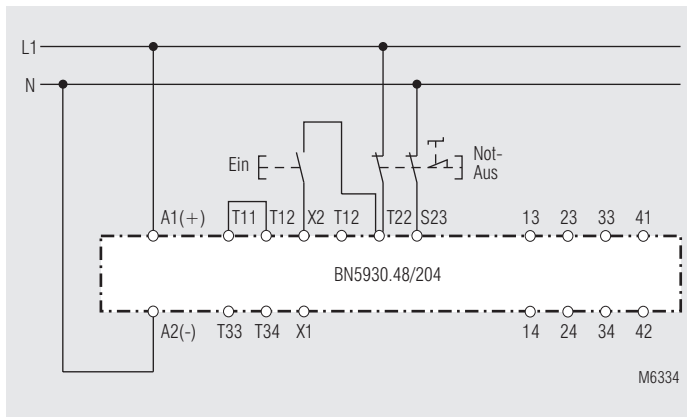 L1
N
Ein
Not-
Aus
A1(+) T11 T12 X2 T12 T22 S23 13 23 33 41
BN5930.48/204
A2(-) T33 T34 X1 14 24 34 42
M6334